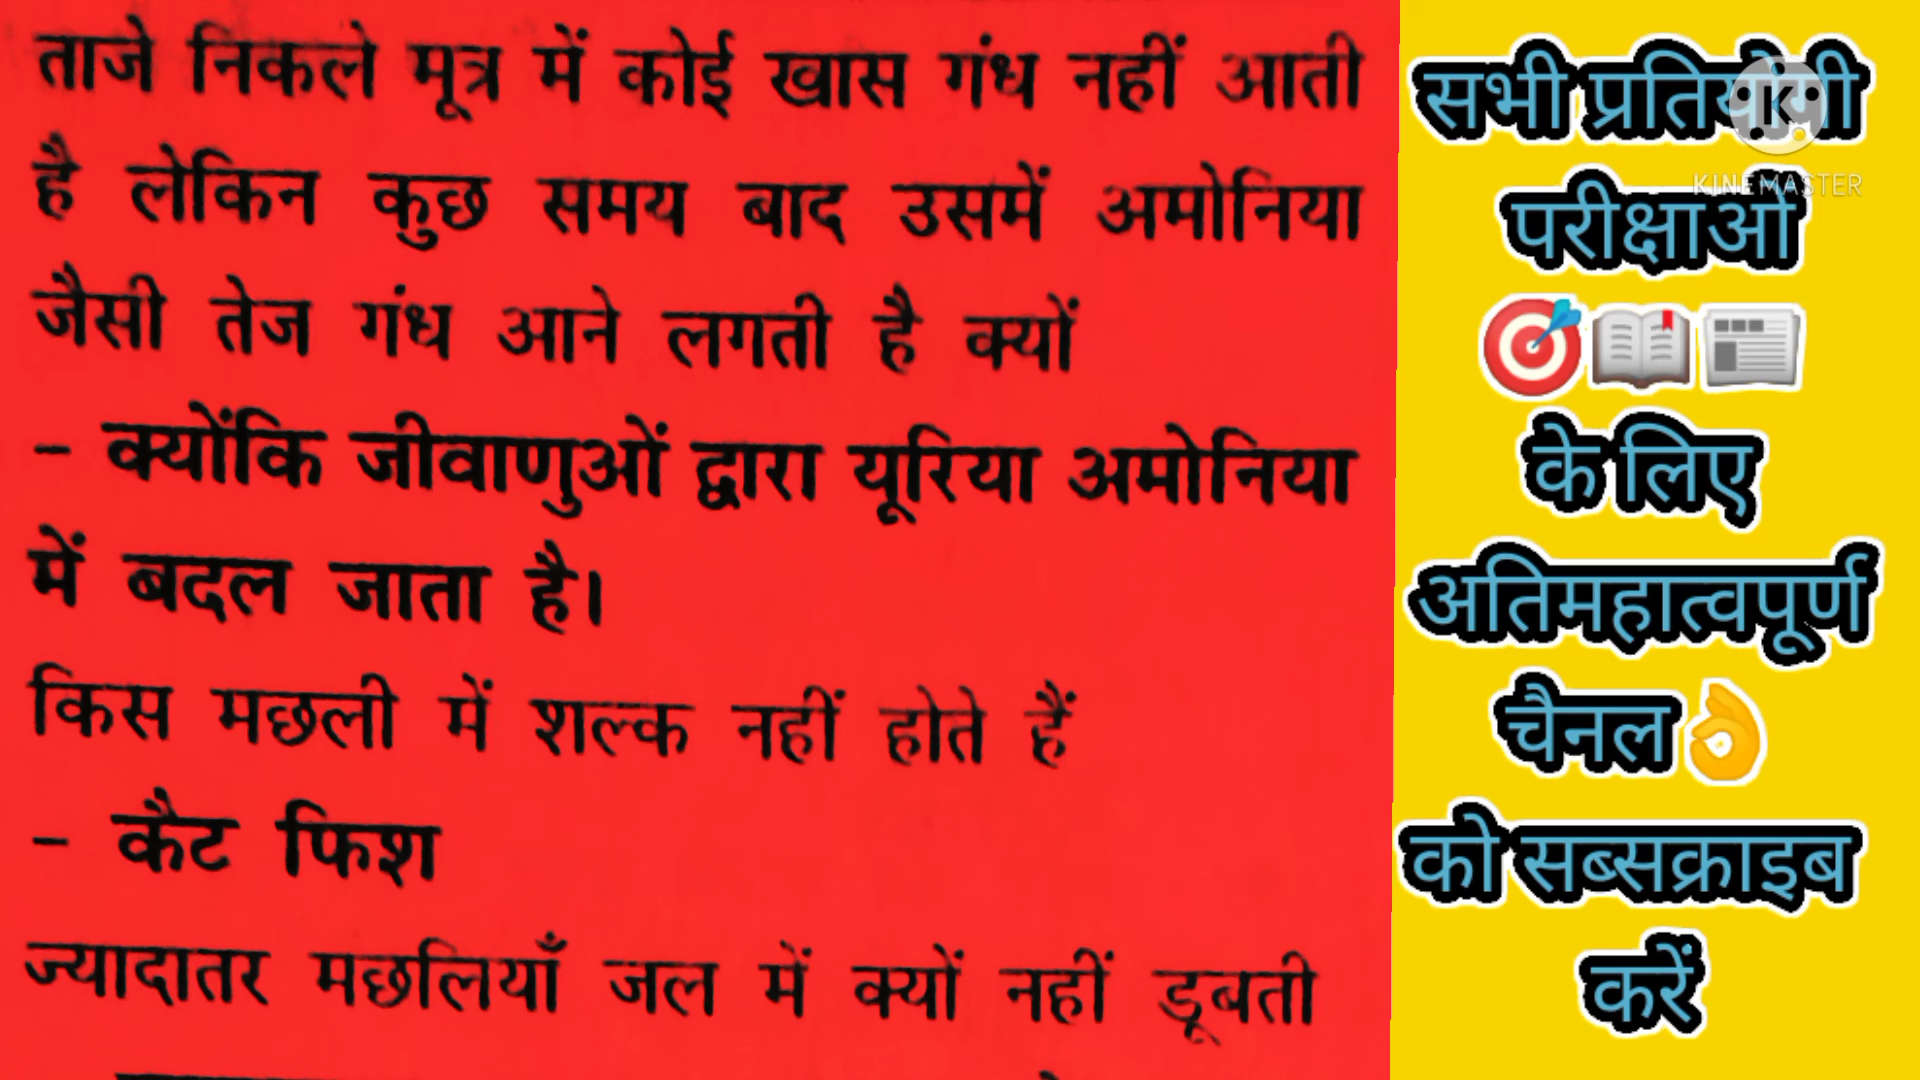 ताजे निकले मूत्र में कोई खास गंध नहीं आती
है लेकिन कुछ समय बाद उसमें अमोनिया
जैसी तेज गंध आने लगती है क्यों
- क्योंकि जीवाणुओं द्वारा यूरिया अमोनिया
में बदल जाता है।
किस मछली में शल्क नहीं होते हैं
- कैट फिश
ज्यादातर मछलियाँ जल में क्यों नहीं डूबती
सभी प्रतियोगी
परीक्षाओं
के लिए
अतिमहात्वपूर्ण
चैनल
को सब्सक्राइब
करें
K
KINEMASTER